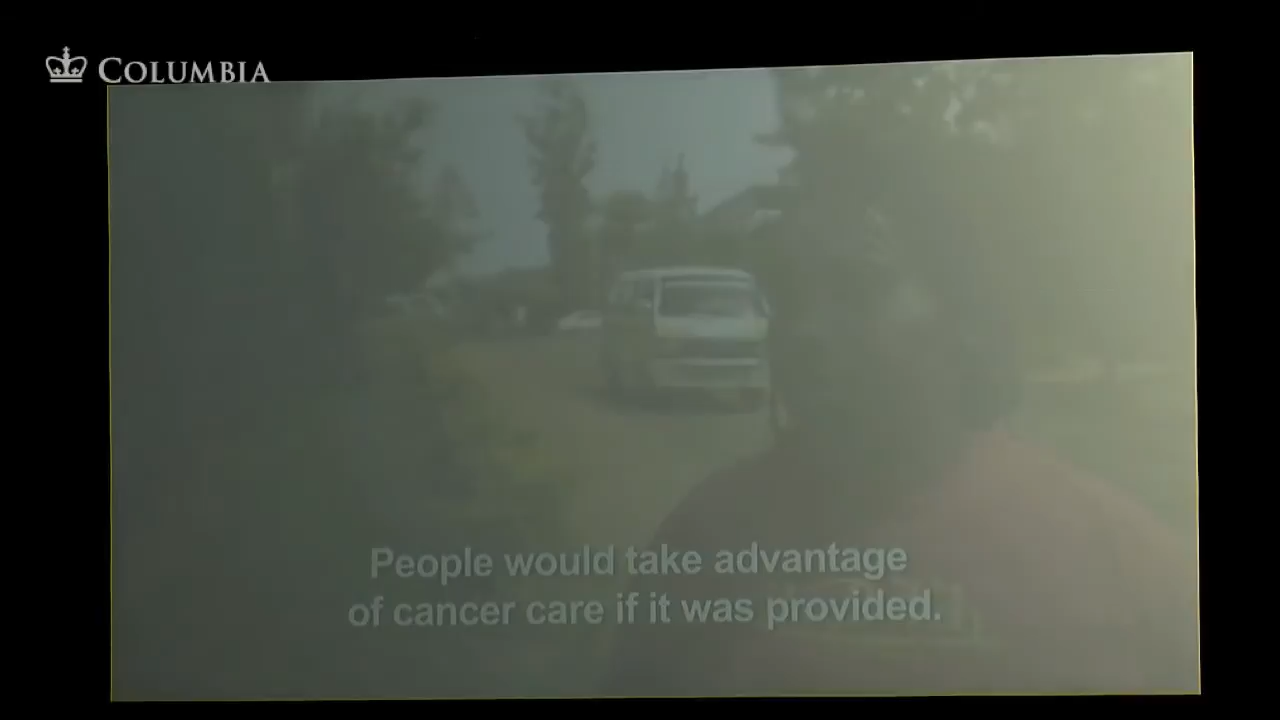 COLUMBIA
People would take advantage
of cancer care if it was provided.